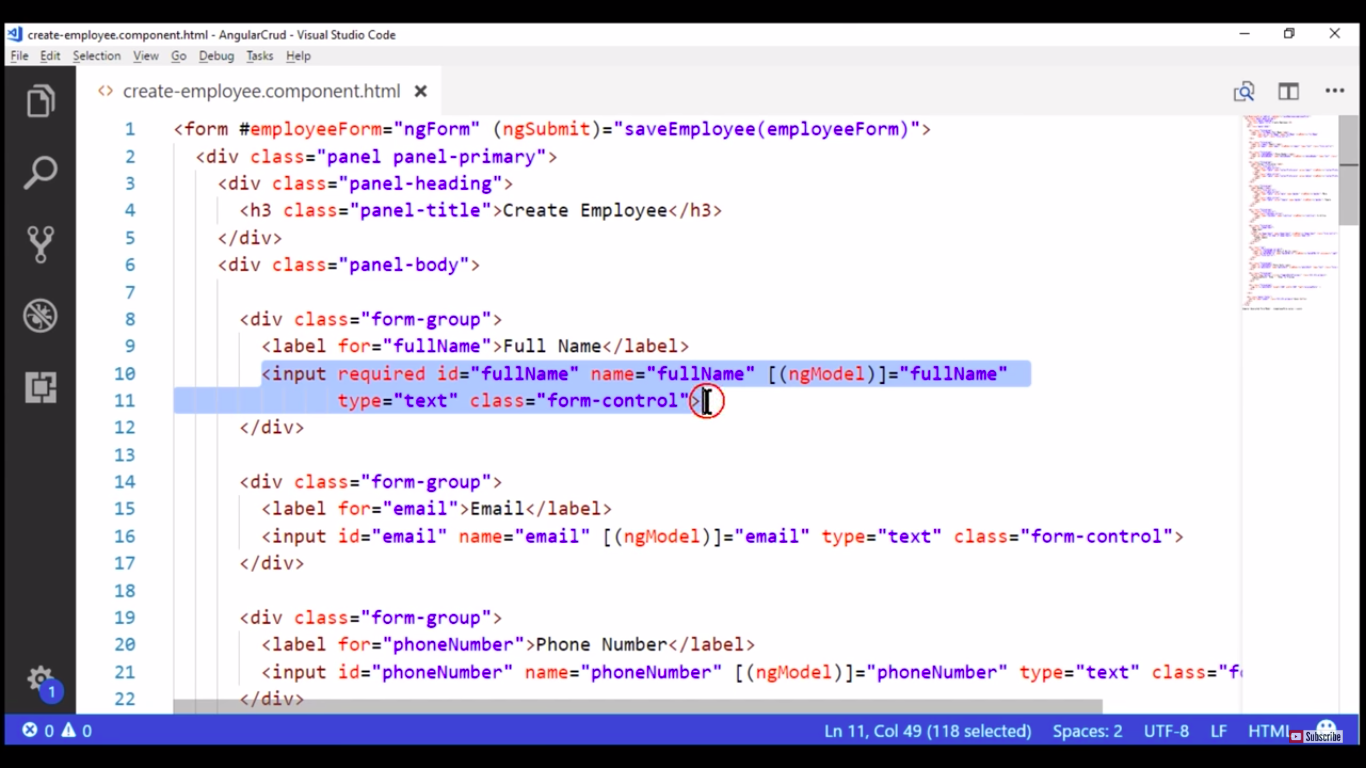 create-employee.component.html - AngularCrud - Visual Studio Code
File Edit Selection View Go Debug Tasks Help
<> create-employee.component.html
1 <form #employeeForm="ngForm" (ngSubmit)="saveEmployee(employeeForm)">
2 <div class="panel panel-primary">
3 <div class="panel-heading">
4 <h3 class="panel-title">Create Employee</h3>
5 </div>
6 <div class="panel-body">
7
8 <div class="form-group">
9 <label for="fullName">Full Name</label>
10 <input required id="fullName" name="fullName" [(ngModel)]="fullName"
11 type="text" class="form-control">
12 </div>
13
14 <div class="form-group">
15 <label for="email">Email</label>
16 <input id="email" name="email" [(ngModel)]="email" type="text" class="form-control">
17 </div>
18
19 <div class="form-group">
20 <label for="phoneNumber">Phone Number</label>
21 <input id="phoneNumber" name="phoneNumber" [(ngModel)]="phoneNumber" type="text" class="f
22 </div>
1
0 0 Ln 11, Col 49 (118 selected) Spaces: 2 UTF-8 LF HTML Subscribe